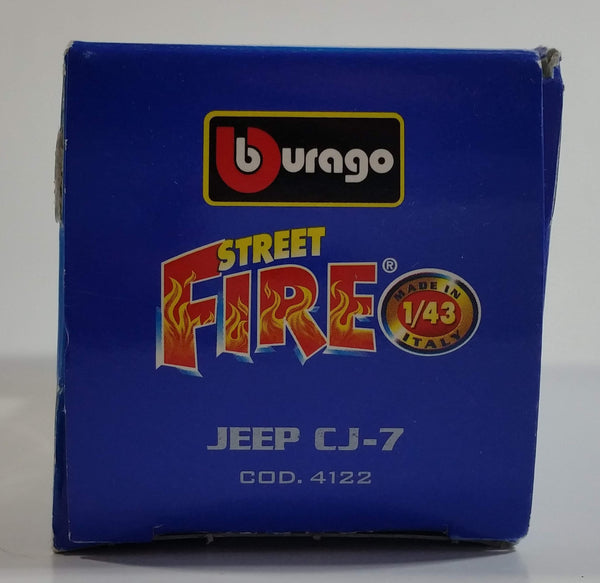 burago
STREET
FIRE®
MADE IN
1/43
ITALY
JEEP CJ-7
COD. 4122